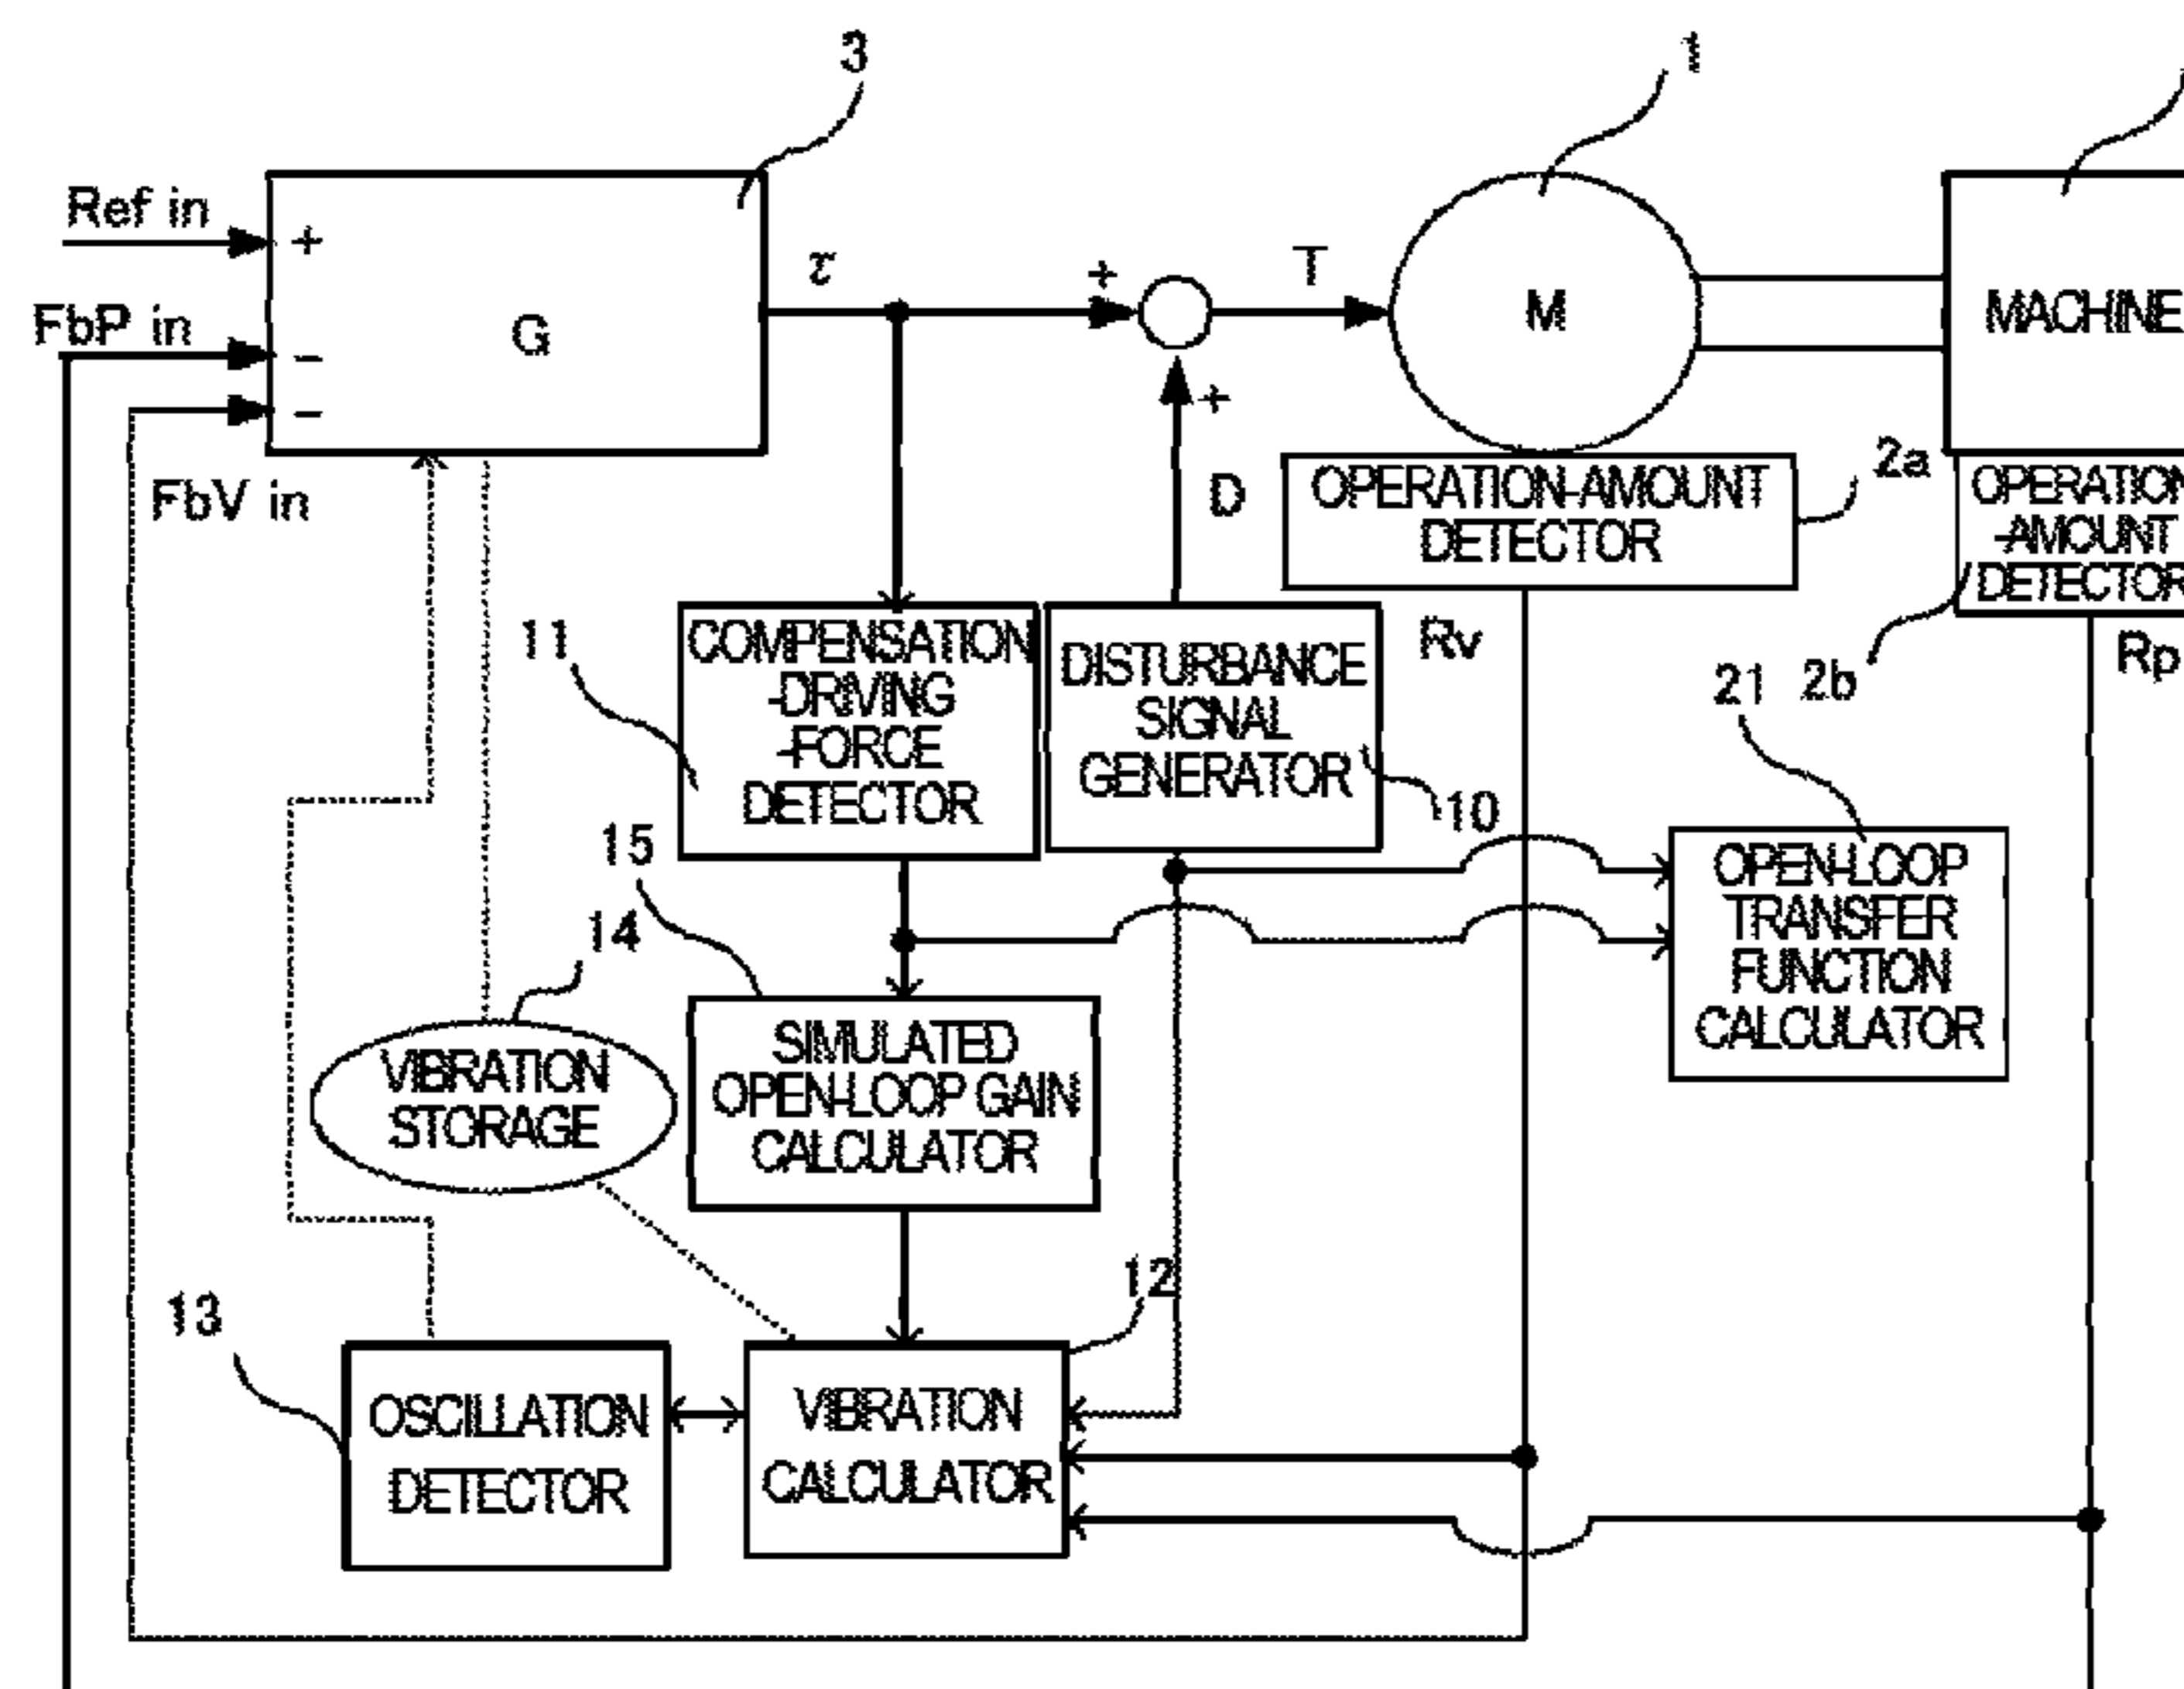 3
1
Ref in
+
τ
+
T
FbP in
−
G
M
MACHINE
−
+
FbV in
D
OPERATION-AMOUNT
DETECTOR
2a
OPERATION
-AMOUNT
DETECTOR
11
COMPENSATION
-DRIVING
-FORCE
DETECTOR
DISTURBANCE
SIGNAL
GENERATOR
10
Rv
21
2b
Rp
15
14
OPEN-LOOP
TRANSFER
FUNCTION
CALCULATOR
VIBRATION
STORAGE
SIMULATED
OPEN-LOOP GAIN
CALCULATOR
12
13
OSCILLATION
DETECTOR
VIBRATION
CALCULATOR